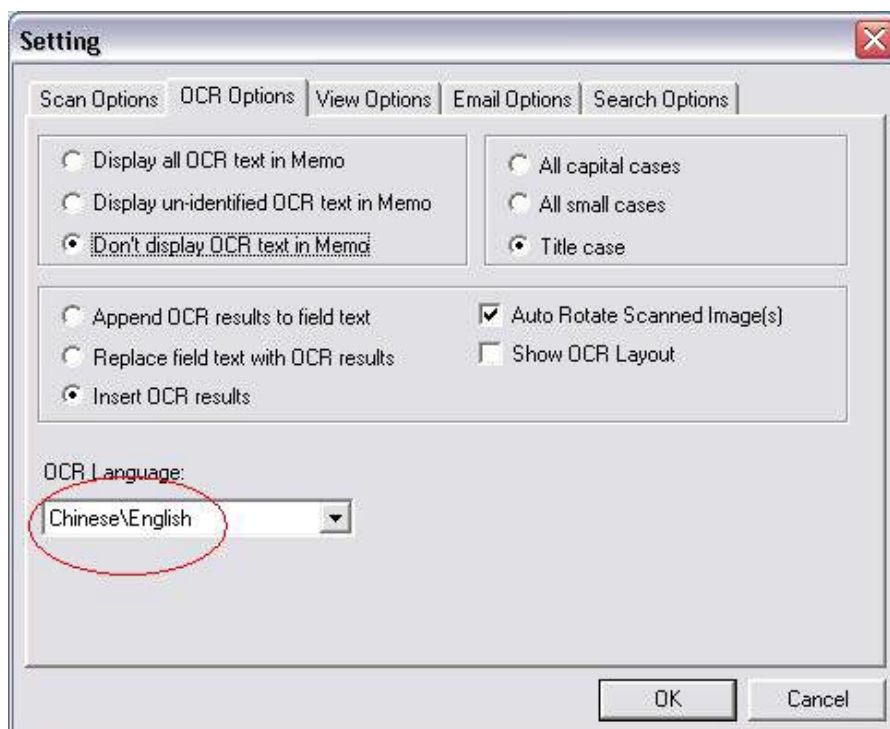 Setting
Scan Options OCR Options View Options Email Options Search Options
Display all OCR text in Memo
Display un-identified OCR text in Memo
Don't display OCR text in Memo
All capital cases
All small cases
Title case
Append OCR results to field text
Replace field text with OCR results
Insert OCR results
Auto Rotate Scanned Image(s)
Show OCR Layout
OCR Language:
Chinese\English
OK Cancel